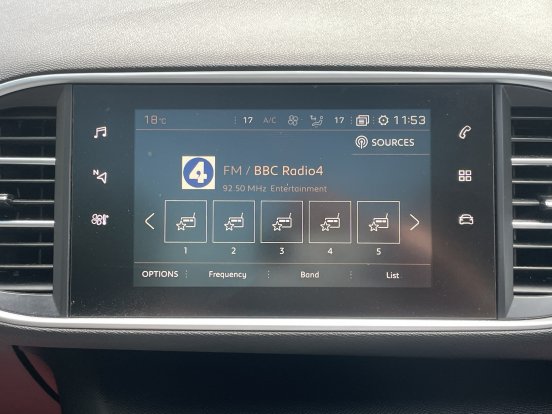 18°C 17 A/C 17 11:53
SOURCES
4
FM / BBC Radio4
92.50 MHz Entertainment
1 2 3 4 5
OPTIONS Frequency Band List
N